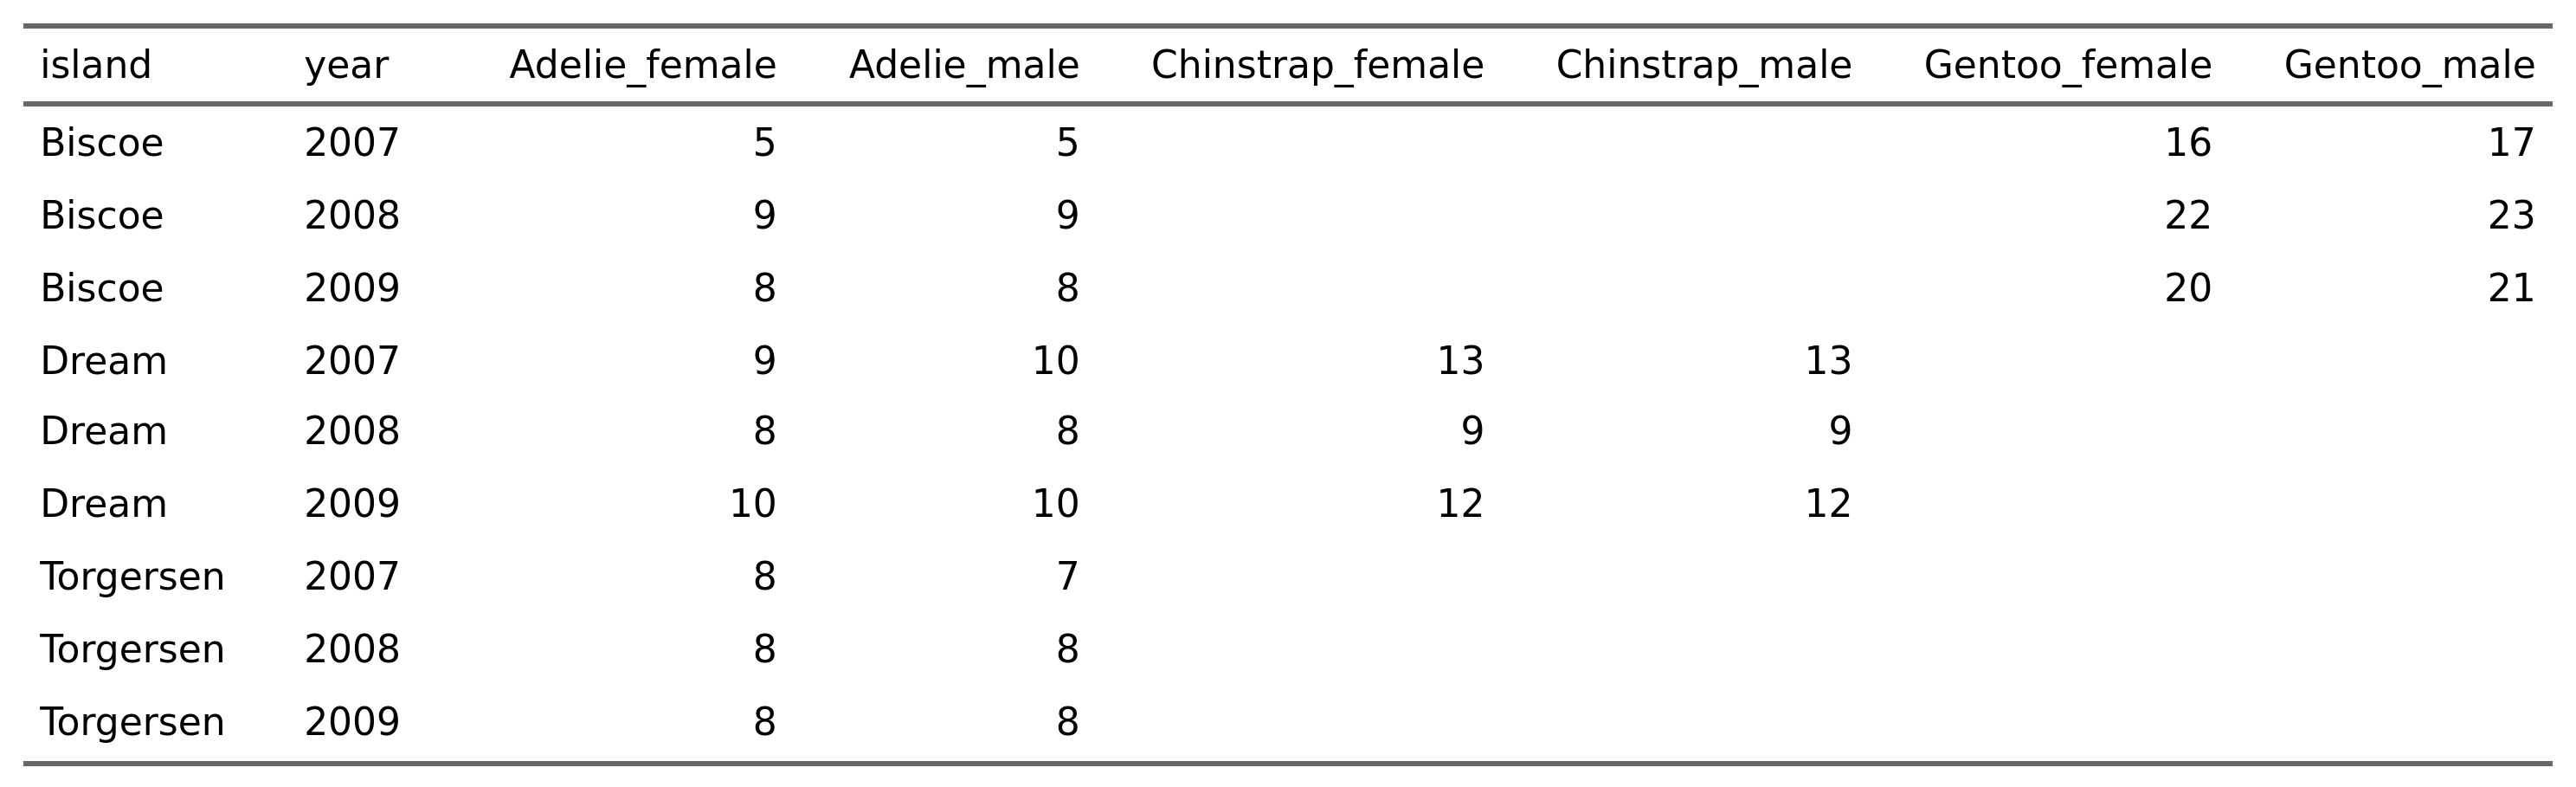 island year Adelie_female Adelie_male Chinstrap_female Chinstrap_male Gentoo_female Gentoo_male
Biscoe 2007 5 5 16 17
Biscoe 2008 9 9 22 23
Biscoe 2009 8 8 20 21
Dream 2007 9 10 13 13
Dream 2008 8 8 9 9
Dream 2009 10 10 12 12
Torgersen 2007 8 7
Torgersen 2008 8 8
Torgersen 2009 8 8